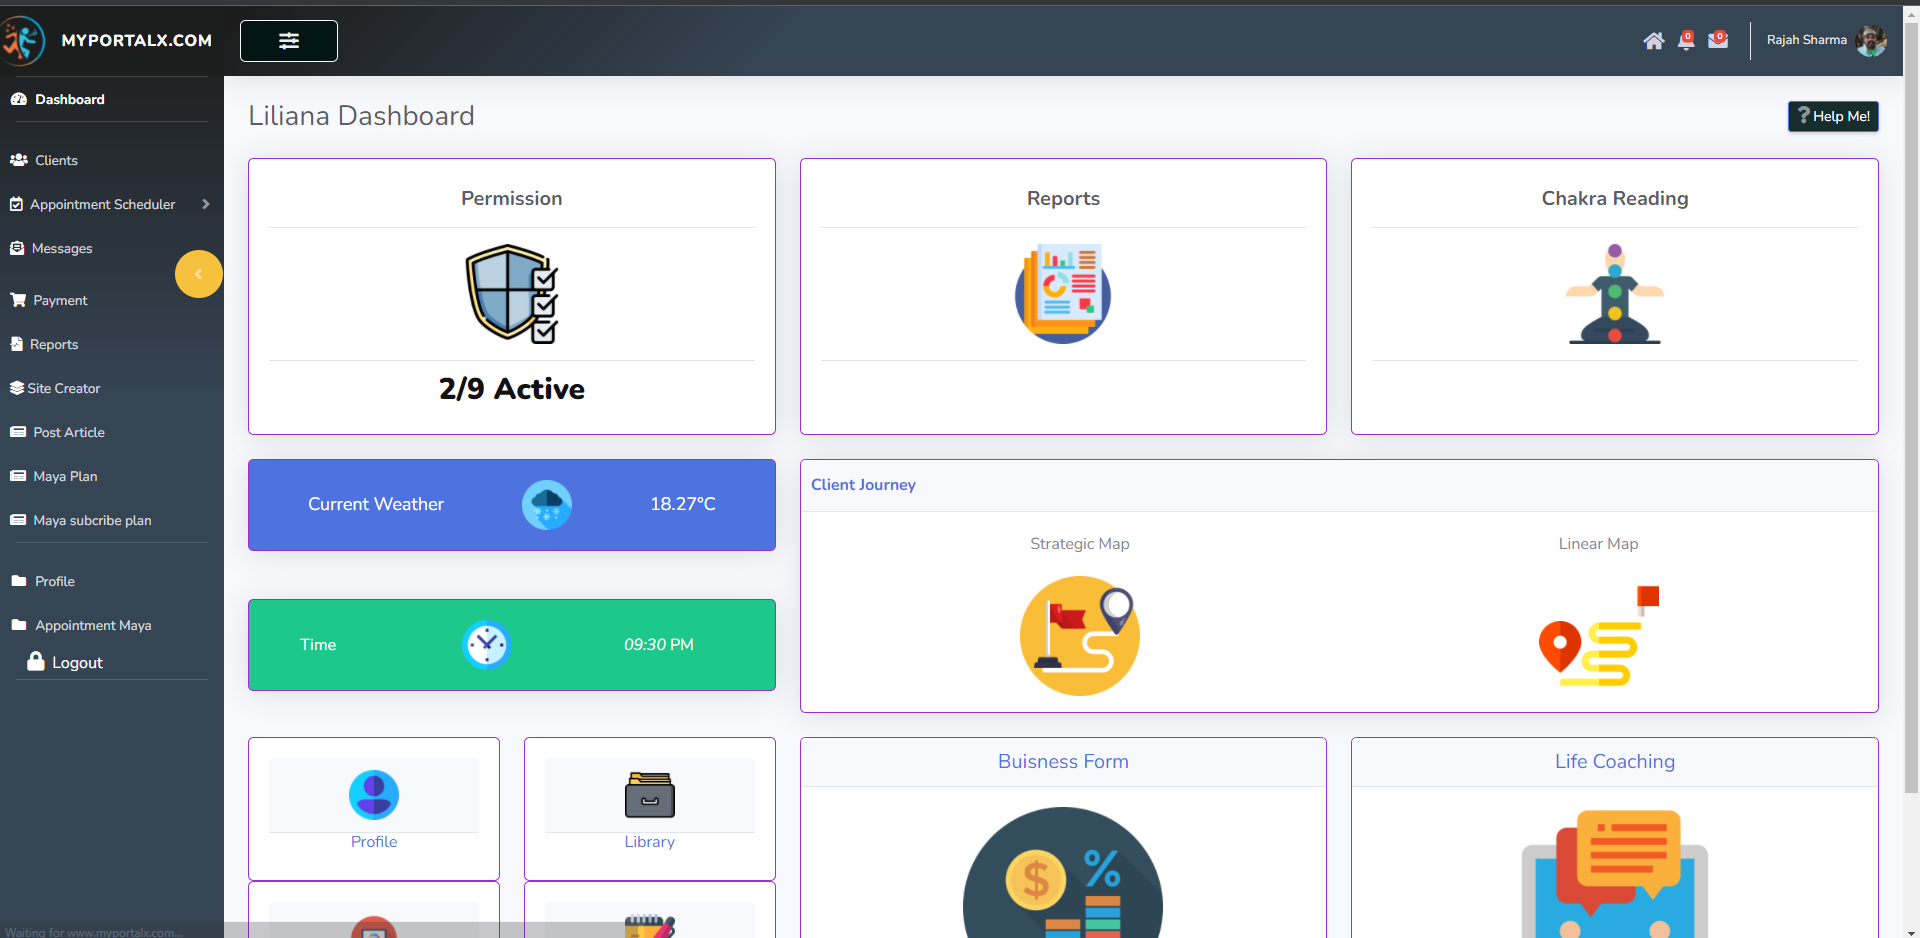 MYPORTALX.COM
0
0
Rajah Sharma
Dashboard
Clients
Appointment Scheduler
Messages
Payment
Reports
Site Creator
Post Article
Maya Plan
Maya subcribe plan
Profile
Appointment Maya
Logout
Liliana Dashboard
? Help Me!
Permission
2/9 Active
Reports
Chakra Reading
Current Weather
18.27°C
Time
09:30 PM
Client Journey
Strategic Map
Linear Map
Profile
Library
Buisness Form
$ %
Life Coaching
Waiting for www.myportalx.com...